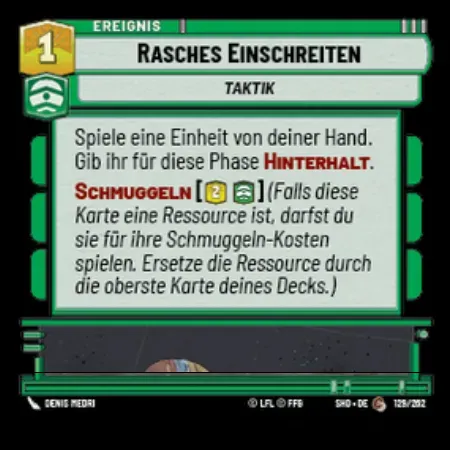 EREIGNIS
1
RASCHES EINSCHREITEN
TAKTIK
Spiele eine Einheit von deiner Hand.
Gib ihr für diese Phase HINTERHALT.
SCHMUGGELN [2 ] (Falls diese
Karte eine Ressource ist, darfst du
sie für ihre Schmuggeln-Kosten
spielen. Ersetze die Ressource durch
die oberste Karte deines Decks.)
DENIS MEDRI © LFL © FFG SHD • DE 129/262